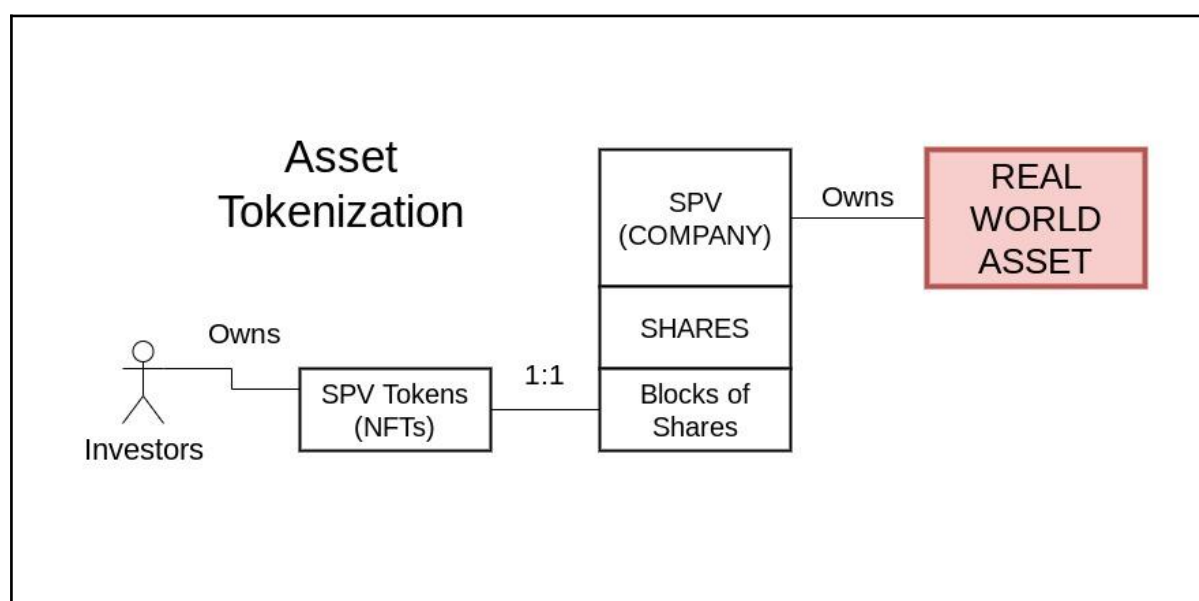 Asset
Tokenization
SPV
(COMPANY)
Owns
REAL
WORLD
ASSET
SHARES
Owns
Investors
SPV Tokens
(NFTs)
1:1
Blocks of
Shares